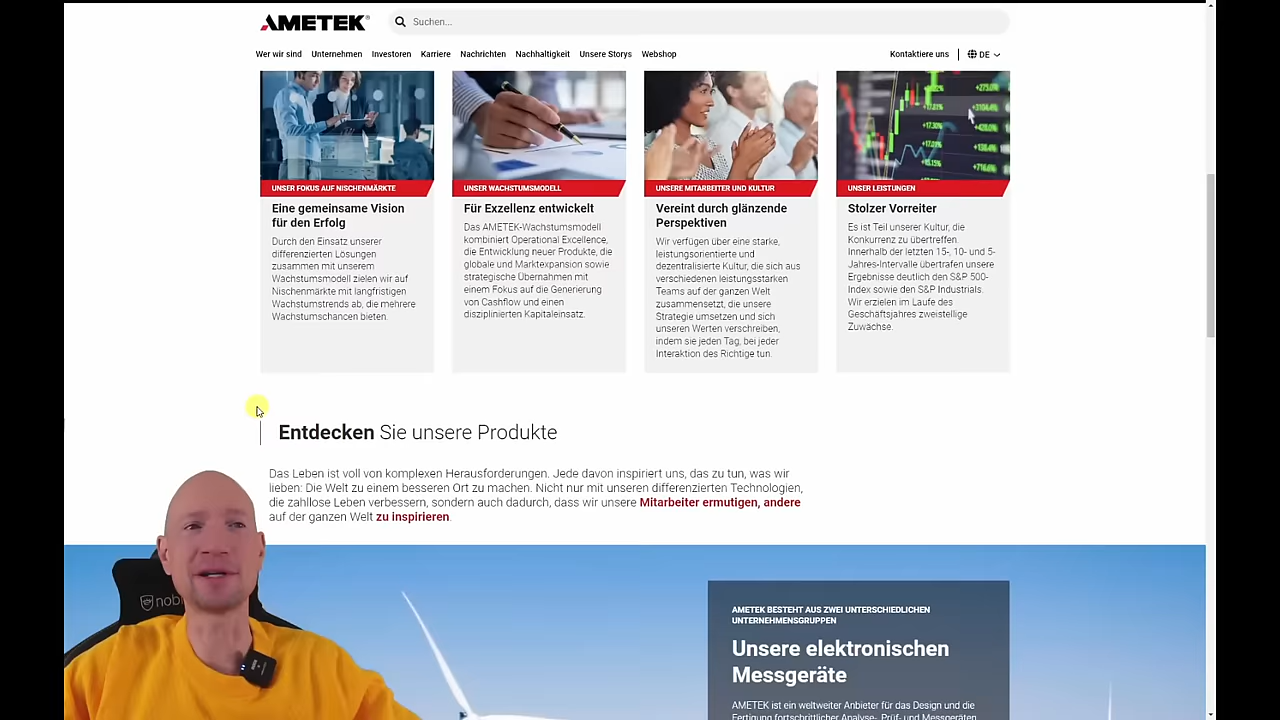 AMETEK®
Suchen...
Wer wir sind Unternehmen Investoren Karriere Nachrichten Nachhaltigkeit Unsere Storys Webshop
Kontaktiere uns DE
UNSER FOKUS AUF NISCHENMÄRKTE
Eine gemeinsame Vision
für den Erfolg
Durch den Einsatz unserer
differenzierten Lösungen
zusammen mit unserem
Wachstumsmodell zielen wir auf
Nischenmärkte mit langfristigen
Wachstumstrends ab, die mehrere
Wachstumschancen bieten.
UNSER WACHSTUMSMODELL
Für Exzellenz entwickelt
Das AMETEK-Wachstumsmodell
kombiniert Operational Excellence,
die Entwicklung neuer Produkte, die
globale und Marktexpansion sowie
strategische Übernahmen mit
einem Fokus auf die Generierung
von Cashflow und einen
disziplinierten Kapitaleinsatz.
UNSERE MITARBEITER UND KULTUR
Vereint durch glänzende
Perspektiven
Wir verfügen über eine starke,
leistungsorientierte und
dezentralisierte Kultur, die sich aus
verschiedenen leistungsstarken
Teams auf der ganzen Welt
zusammensetzt, die unsere
Strategie umsetzen und sich
unseren Werten verschreiben,
indem sie jeden Tag, bei jeder
Interaktion des Richtige tun.
UNSER LEISTUNGEN
Stolzer Vorreiter
Es ist Teil unserer Kultur, die
Konkurrenz zu übertreffen.
Innerhalb der letzten 15-, 10- und 5-
Jahres-Intervalle übertrafen unsere
Ergebnisse deutlich den S&P 500-
Index sowie den S&P Industrials.
Wir erzielen im Laufe des
Geschäftsjahres zweistellige
Zuwächse.
Entdecken Sie unsere Produkte
Das Leben ist voll von komplexen Herausforderungen. Jede davon inspiriert uns, das zu tun, was wir
lieben: Die Welt zu einem besseren Ort zu machen. Nicht nur mit unseren differenzierten Technologien,
die zahllose Leben verbessern, sondern auch dadurch, dass wir unsere Mitarbeiter ermutigen, andere
auf der ganzen Welt zu inspirieren.
AMETEK BESTEHT AUS ZWEI UNTERSCHIEDLICHEN
UNTERNEHMENSGRUPPEN
Unsere elektronischen
Messgeräte
AMETEK ist ein weltweiter Anbieter für das Design und die
Fertigung fortschrittlicher Analyse-, Prüf- und Messgeräten